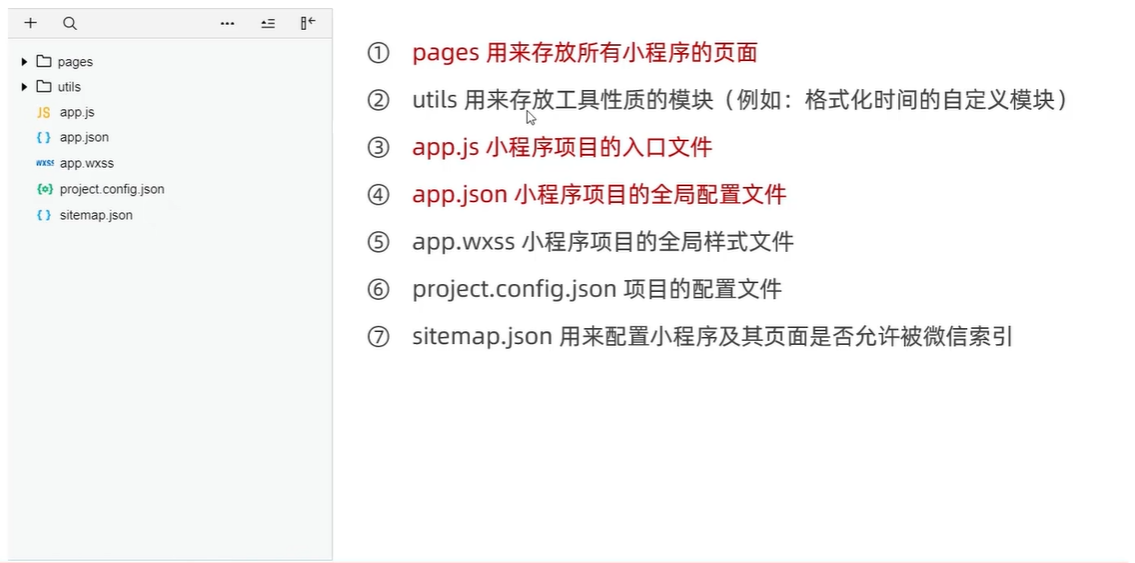 pages
utils
JS app.js
{ } app.json
wxss app.wxss
{o} project.config.json
{ } sitemap.json
① pages 用来存放所有小程序的页面
② utils 用来存放工具性质的模块（例如：格式化时间的自定义模块）
③ app.js 小程序项目的入口文件
④ app.json 小程序项目的全局配置文件
⑤ app.wxss 小程序项目的全局样式文件
⑥ project.config.json 项目的配置文件
⑦ sitemap.json 用来配置小程序及其页面是否允许被微信索引